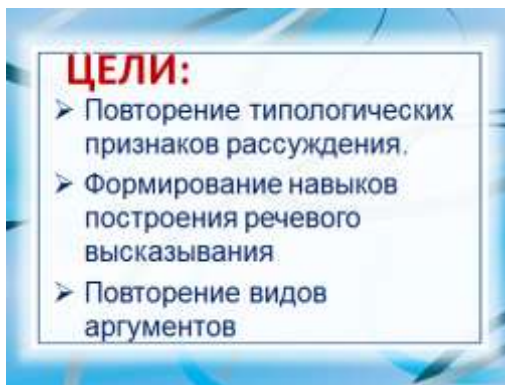 ЦЕЛИ:
➢ Повторение типологических
признаков рассуждения.
➢ Формирование навыков
построения речевого
высказывания
➢ Повторение видов
аргументов